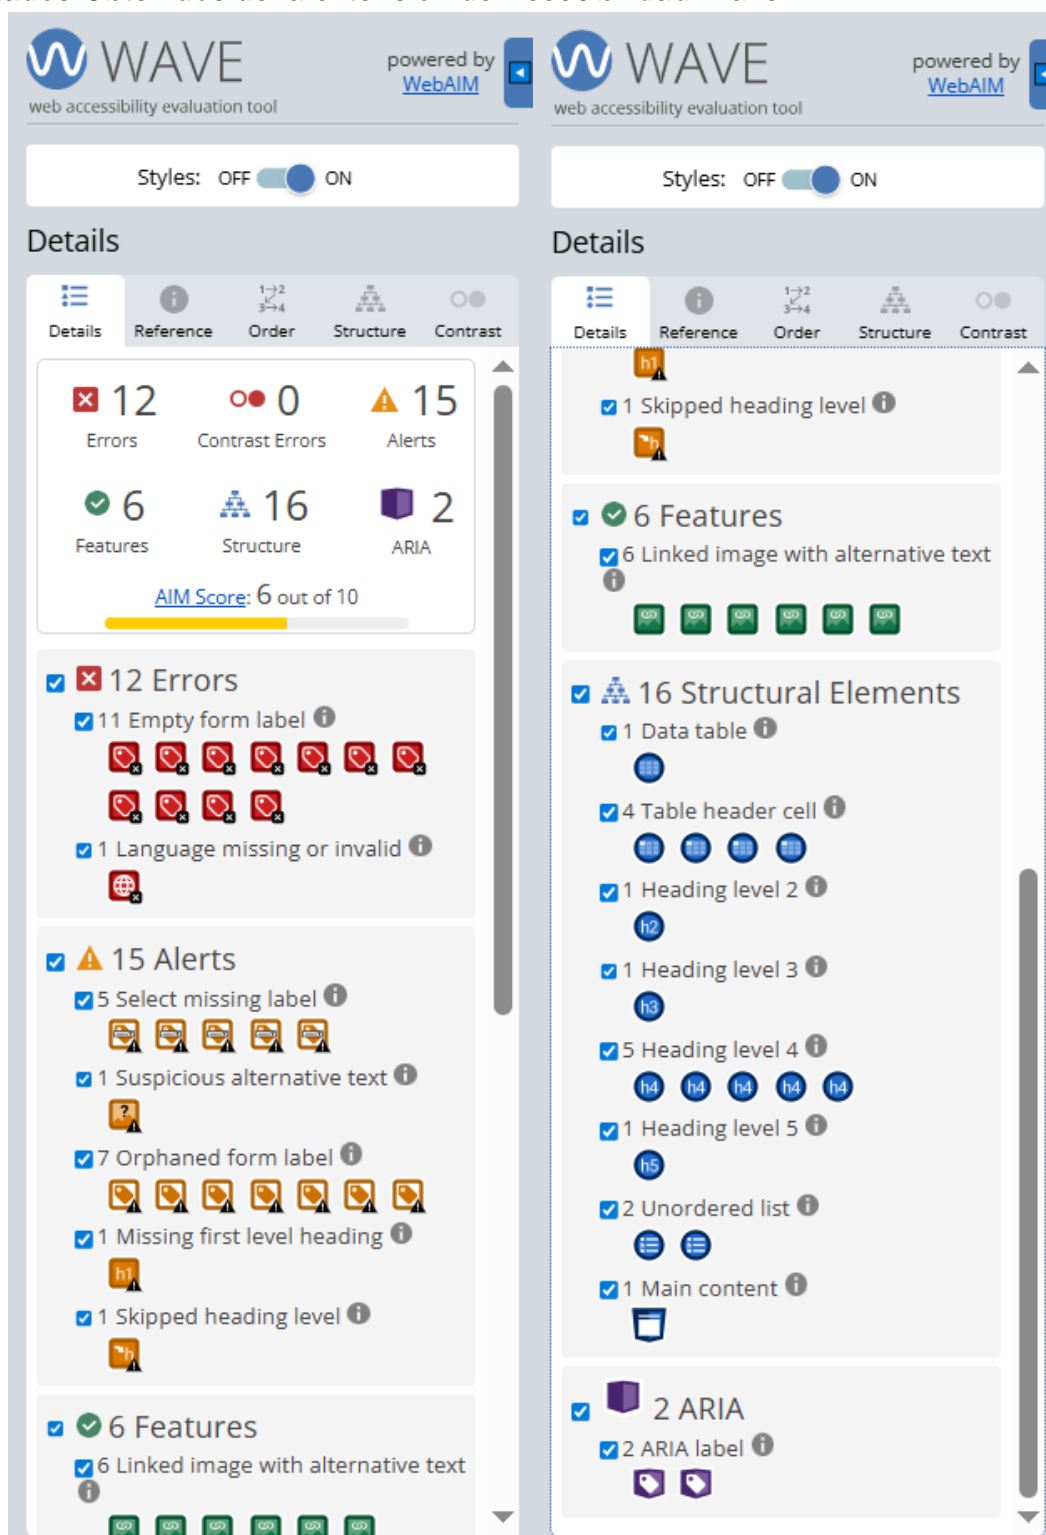 WAVE
powered by
WebAIM
web accessibility evaluation tool
Styles: OFF ON
Details
Details Reference Order Structure Contrast
12 0 15
Errors Contrast Errors Alerts
6 16 2
Features Structure ARIA
AIM Score: 6 out of 10
12 Errors
11 Empty form label
1 Language missing or invalid
15 Alerts
5 Select missing label
1 Suspicious alternative text
7 Orphaned form label
1 Missing first level heading
h1
1 Skipped heading level
h
6 Features
6 Linked image with alternative text
WAVE
powered by
WebAIM
web accessibility evaluation tool
Styles: OFF ON
Details
Details Reference Order Structure Contrast
h1
1 Skipped heading level
h
6 Features
6 Linked image with alternative text
16 Structural Elements
1 Data table
4 Table header cell
1 Heading level 2
h2
1 Heading level 3
h3
5 Heading level 4
h4 h4 h4 h4 h4
1 Heading level 5
h5
2 Unordered list
1 Main content
2 ARIA
2 ARIA label